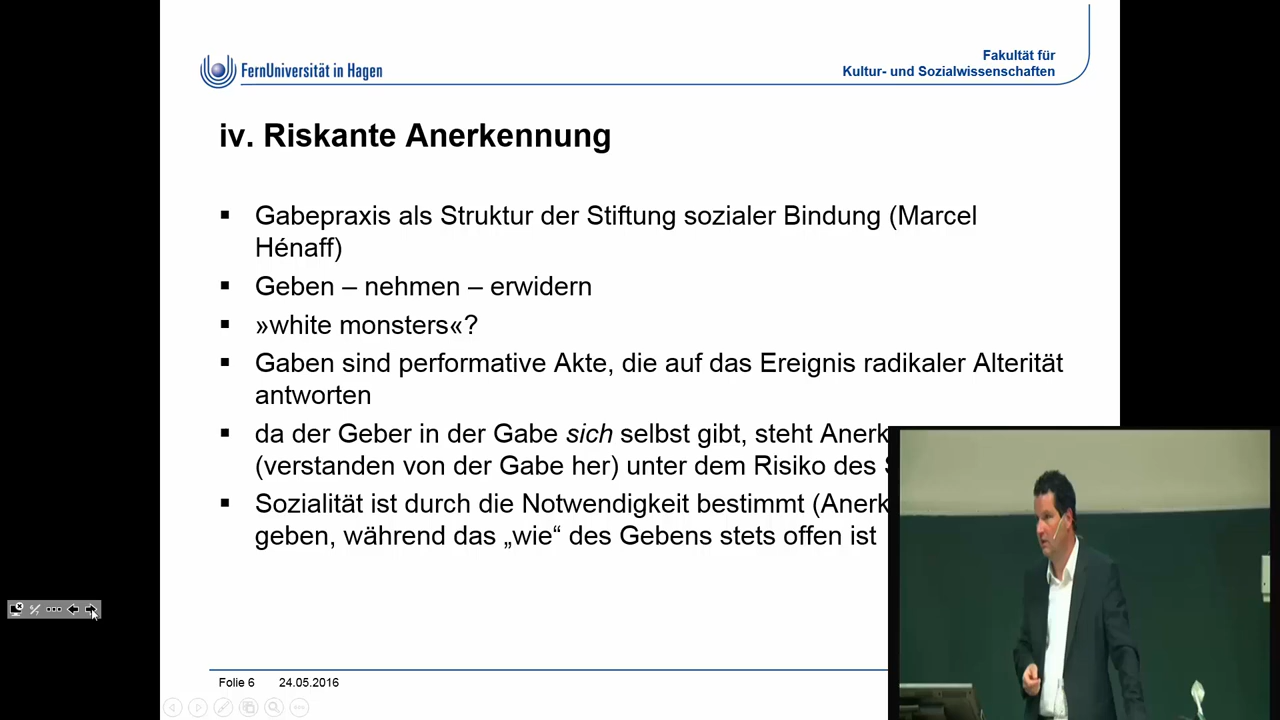 FernUniversität in Hagen
Fakultät für
Kultur- und Sozialwissenschaften
iv. Riskante Anerkennung
Gabepraxis als Struktur der Stiftung sozialer Bindung (Marcel
Hénaff)
Geben – nehmen – erwidern
»white monsters«?
Gaben sind performative Akte, die auf das Ereignis radikaler Alterität
antworten
da der Geber in der Gabe sich selbst gibt, steht Anerk
(verstanden von der Gabe her) unter dem Risiko des
Sozialität ist durch die Notwendigkeit bestimmt (Anerk
geben, während das „wie“ des Gebens stets offen ist
Folie 6 24.05.2016